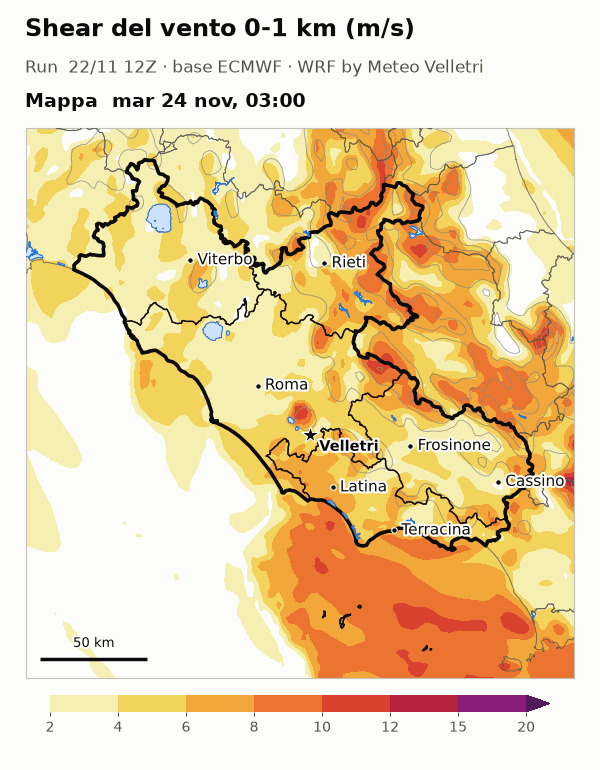 Shear del vento 0-1 km (m/s)
Run  22/11 12Z · base ECMWF · WRF by Meteo Velletri
Mappa  mar 24 nov, 03:00
Viterbo
Rieti
Roma
Velletri
Frosinone
Latina
Cassino
Terracina
50 km
2 4 6 8 10 12 15 20